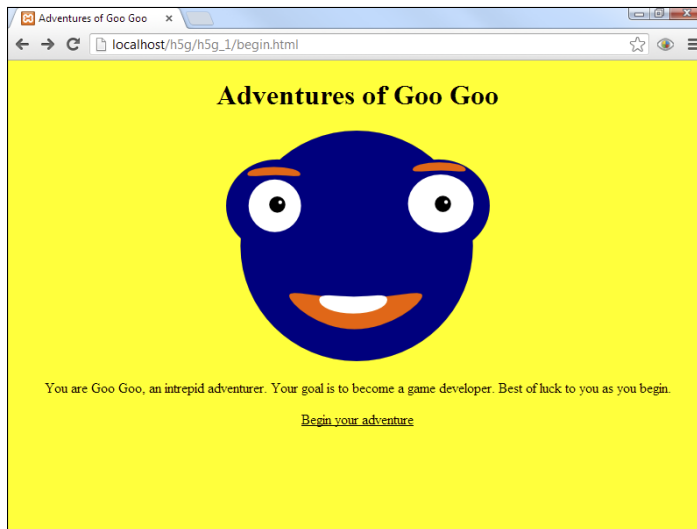 Adventures of Goo Goo
localhost/h5g/h5g_1/begin.html
Adventures of Goo Goo
You are Goo Goo, an intrepid adventurer. Your goal is to become a game developer. Best of luck to you as you begin.
Begin your adventure